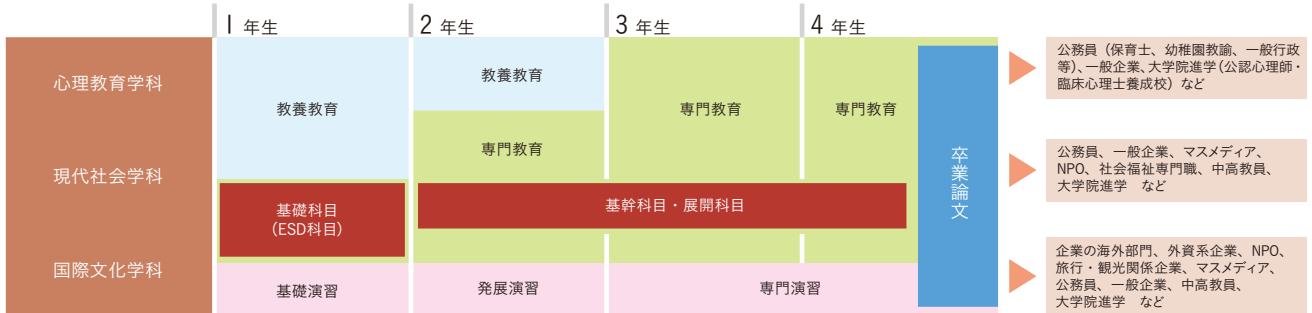 1 年生
2 年生
3 年生
4 年生
心理教育学科
現代社会学科
国際文化学科
教養教育
基礎科目
(ESD科目)
基礎演習
教養教育
専門教育
発展演習
専門教育
専門教育
基幹科目・展開科目
専門演習
卒業論文
公務員（保育士、幼稚園教諭、一般行政
等）、一般企業、大学院進学（公認心理師・
臨床心理士養成校）など
公務員、一般企業、マスメディア、
NPO、社会福祉専門職、中高教員、
大学院進学　など
企業の海外部門、外資系企業、NPO、
旅行・観光関係企業、マスメディア、
公務員、一般企業、中高教員、
大学院進学　など